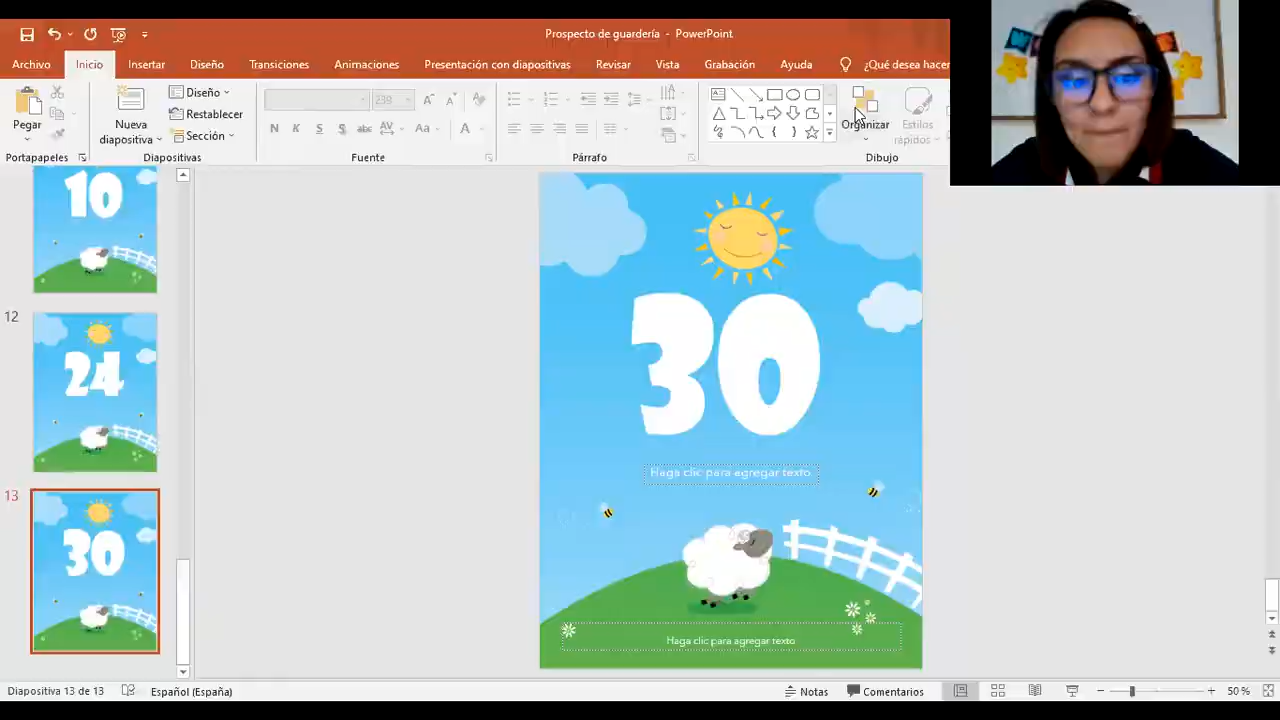 Prospecto de guardería - PowerPoint
Archivo Inicio Insertar Diseño Transiciones Animaciones Presentación con diapositivas Revisar Vista Grabación Ayuda ¿Qué desea hacer
Pegar
Nueva diapositiva
Diseño
Restablecer
Sección
238
N K S S abc AV Aa A
Organizar
Estilos rápidos
Portapapeles Diapositivas Fuente Párrafo Dibujo
10
12
24
13
30
30
Haga clic para agregar texto
Haga clic para agregar texto
Diapositiva 13 de 13 Español (España) Notas Comentarios 50 %